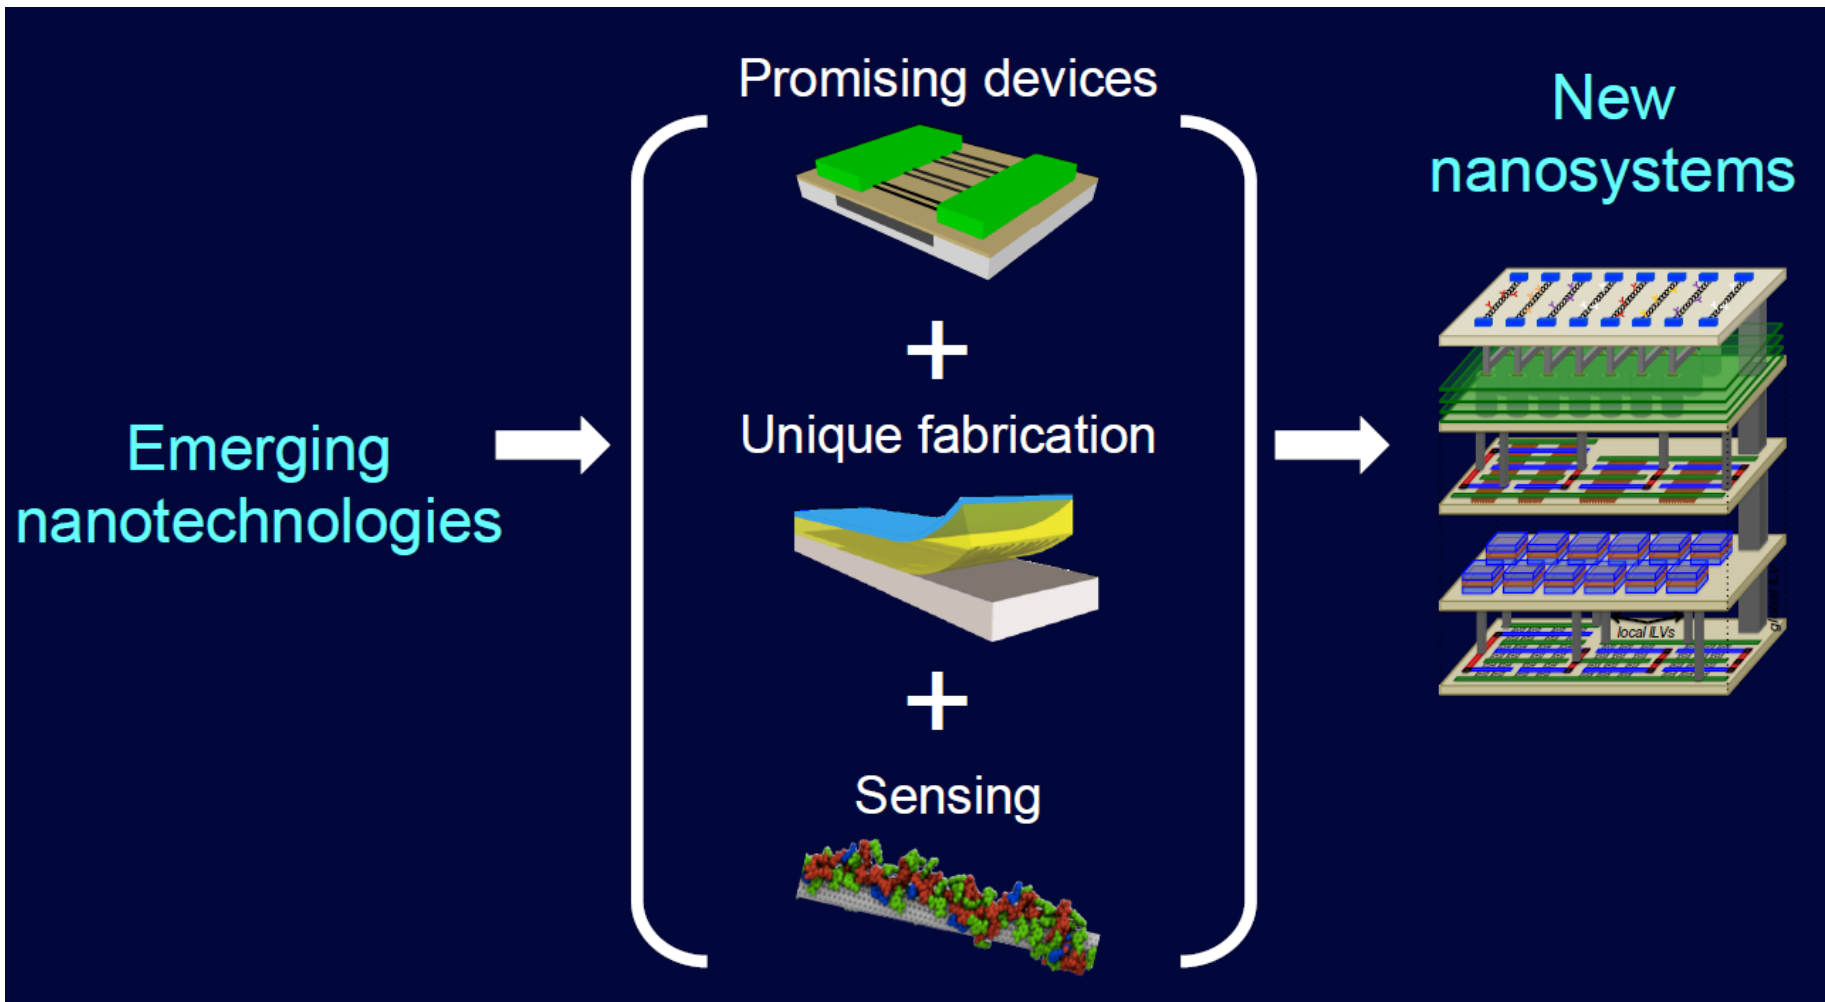 Emerging
nanotechnologies
Promising devices
+
Unique fabrication
+
Sensing
New
nanosystems
local ILVs